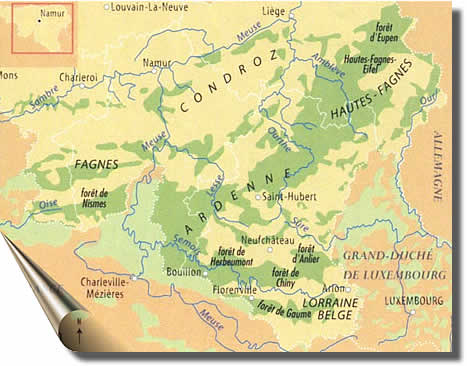 Namur
Louvain-La-Neuve
Liège
Mons
Charleroi
Namur
Meuse
Sambre
CONDROZ
Amblève
forêt
d'Eupen
Hautes-Fagnes-
Eifel
HAUTES-FAGNES
Our
ALLEMAGNE
Meuse
Ourthe
FAGNES
forêt de
Nismes
Oise
Lesse
ARDENNE
Saint-Hubert
Sûre
Semois
Neufchâteau
forêt de
Herbeumont
forêt
d'Anlier
GRAND-DUCHÉ
DE LUXEMBOURG
Bouillon
forêt de
Chiny
Charleville-
Mézières
Florenville
Arlon
forêt de Gaume
LORRAINE
BELGE
LUXEMBOURG
Meuse
N